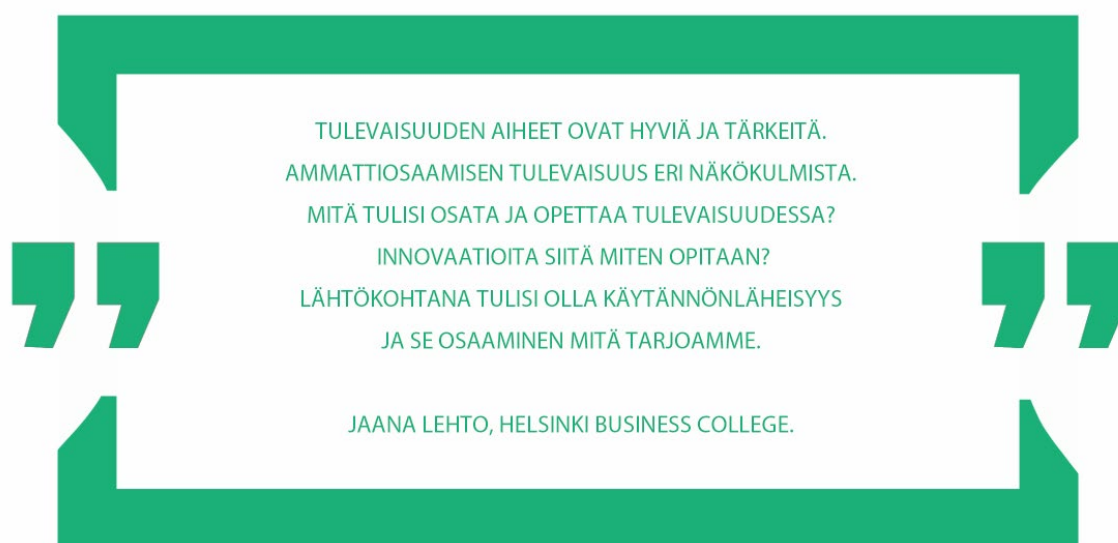 TULEVAISUUDEN AIHEET OVAT HYVIÄ JA TÄRKEITÄ.
AMMATTIOSAAMISEN TULEVAISUUS ERI NÄKÖKULMISTA.
MITÄ TULISI OSATA JA OPETTAA TULEVAISUUDESSA?
INNOVAATIOITA SIITÄ MITEN OPITAAN?
LÄHTÖKOHTANA TULISI OLLA KÄYTÄNNÖNLÄHEISYYS
JA SE OSAAMINEN MITÄ TARJOAMME.
JAANA LEHTO, HELSINKI BUSINESS COLLEGE.